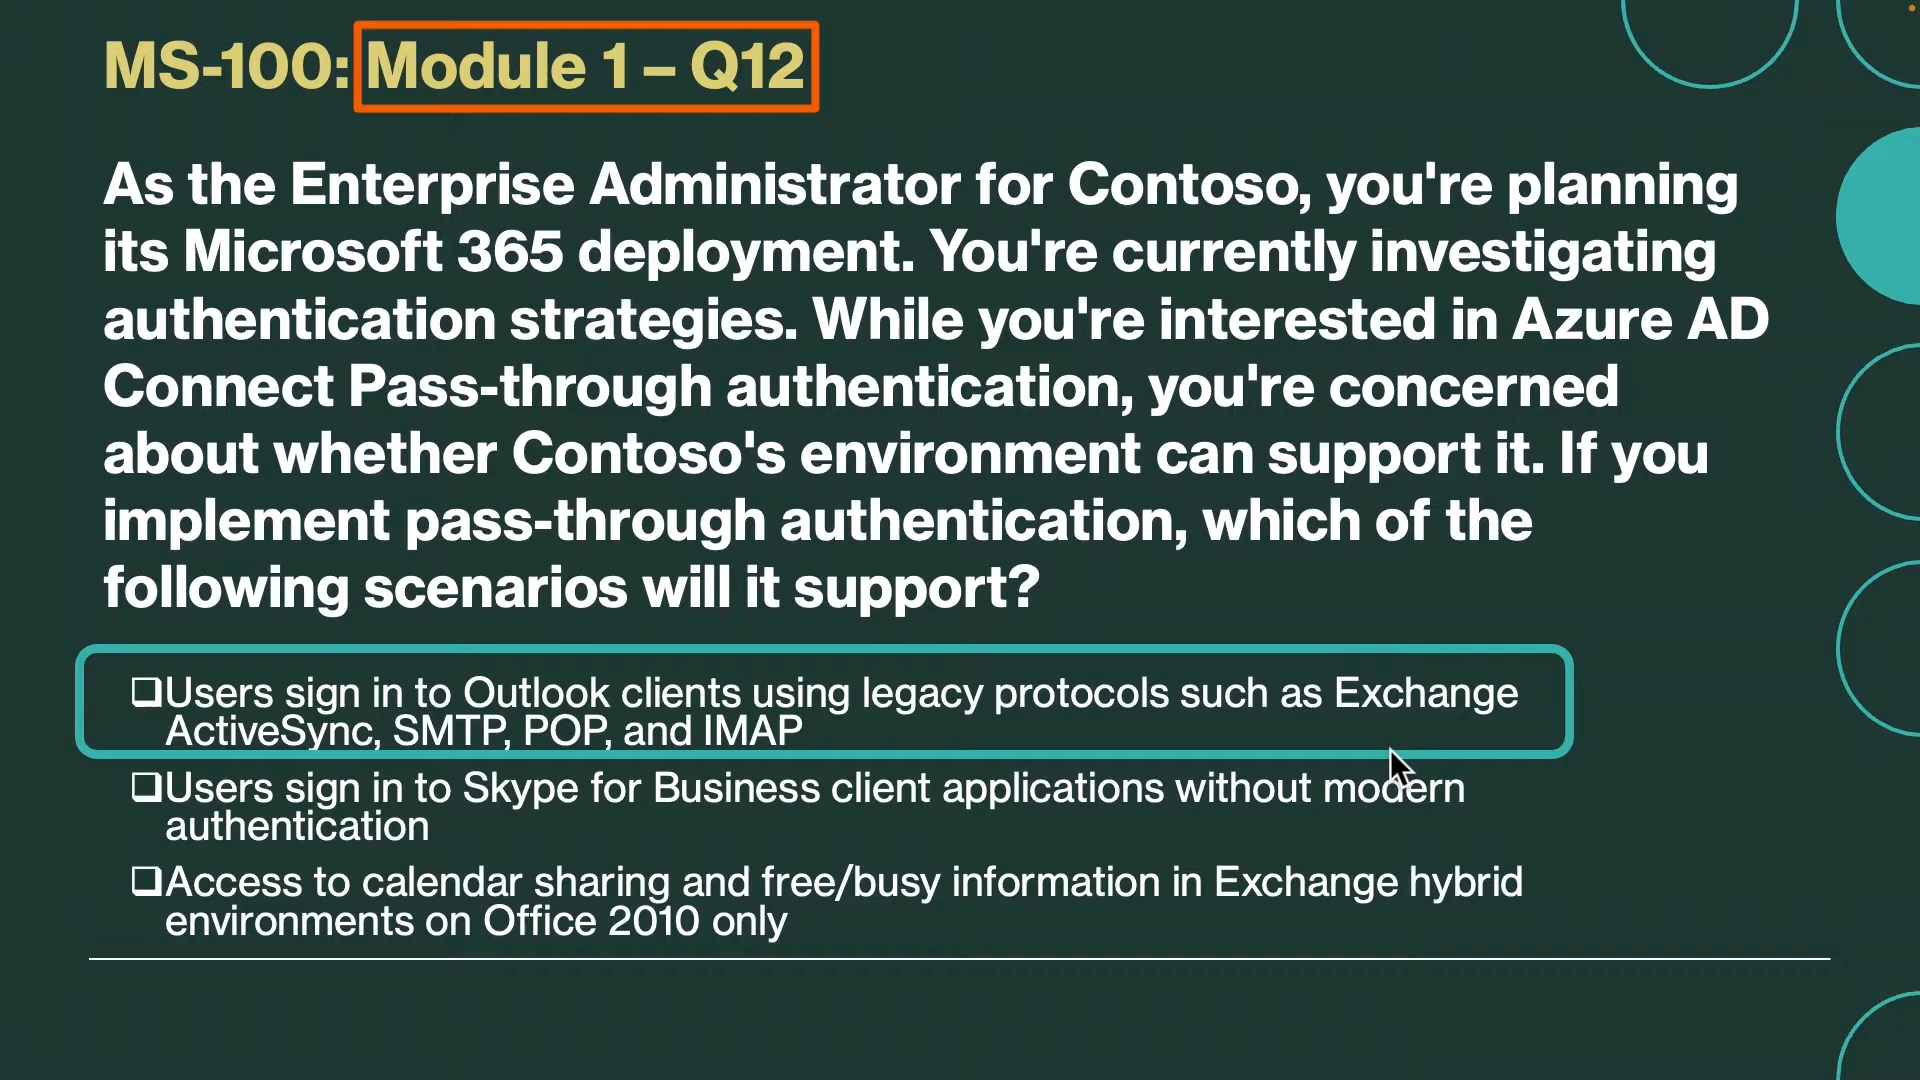 MS-100: Module 1 – Q12
As the Enterprise Administrator for Contoso, you're planning
its Microsoft 365 deployment. You're currently investigating
authentication strategies. While you're interested in Azure AD
Connect Pass-through authentication, you're concerned
about whether Contoso's environment can support it. If you
implement pass-through authentication, which of the
following scenarios will it support?
❑Users sign in to Outlook clients using legacy protocols such as Exchange
ActiveSync, SMTP, POP, and IMAP
❑Users sign in to Skype for Business client applications without modern
authentication
❑Access to calendar sharing and free/busy information in Exchange hybrid
environments on Office 2010 only